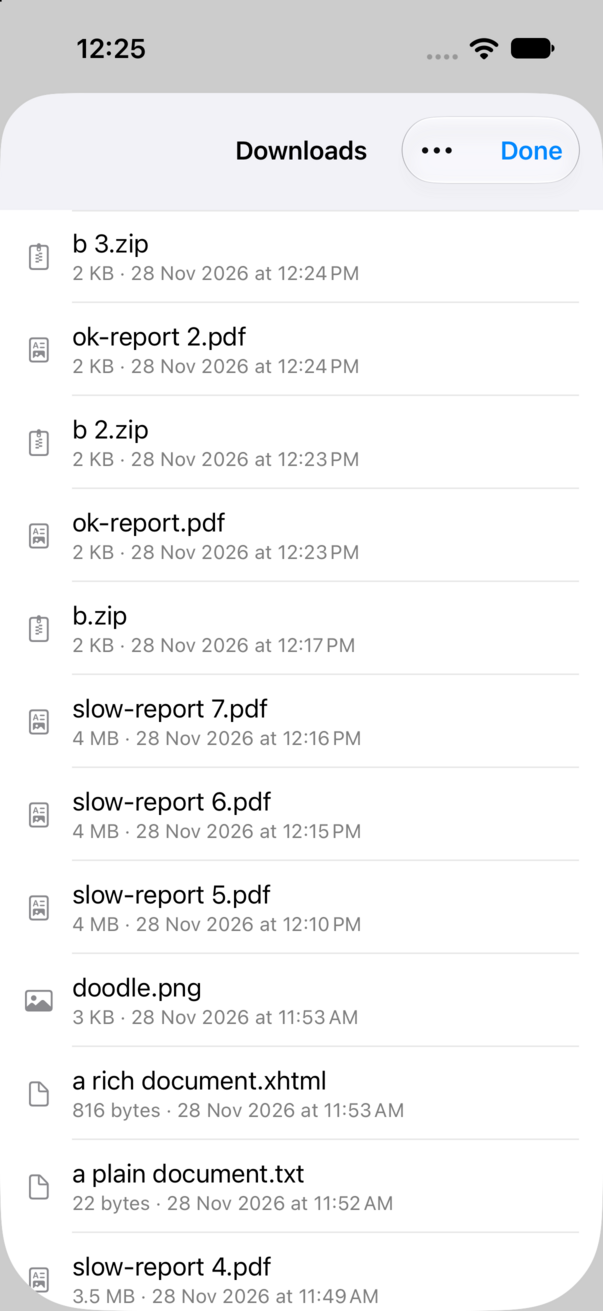 12:25
Downloads
••• Done
b 3.zip
2 KB · 28 Nov 2026 at 12:24 PM
ok-report 2.pdf
2 KB · 28 Nov 2026 at 12:24 PM
b 2.zip
2 KB · 28 Nov 2026 at 12:23 PM
ok-report.pdf
2 KB · 28 Nov 2026 at 12:23 PM
b.zip
2 KB · 28 Nov 2026 at 12:17 PM
slow-report 7.pdf
4 MB · 28 Nov 2026 at 12:16 PM
slow-report 6.pdf
4 MB · 28 Nov 2026 at 12:15 PM
slow-report 5.pdf
4 MB · 28 Nov 2026 at 12:10 PM
doodle.png
3 KB · 28 Nov 2026 at 11:53 AM
a rich document.xhtml
816 bytes · 28 Nov 2026 at 11:53 AM
a plain document.txt
22 bytes · 28 Nov 2026 at 11:52 AM
slow-report 4.pdf
3.5 MB · 28 Nov 2026 at 11:49 AM